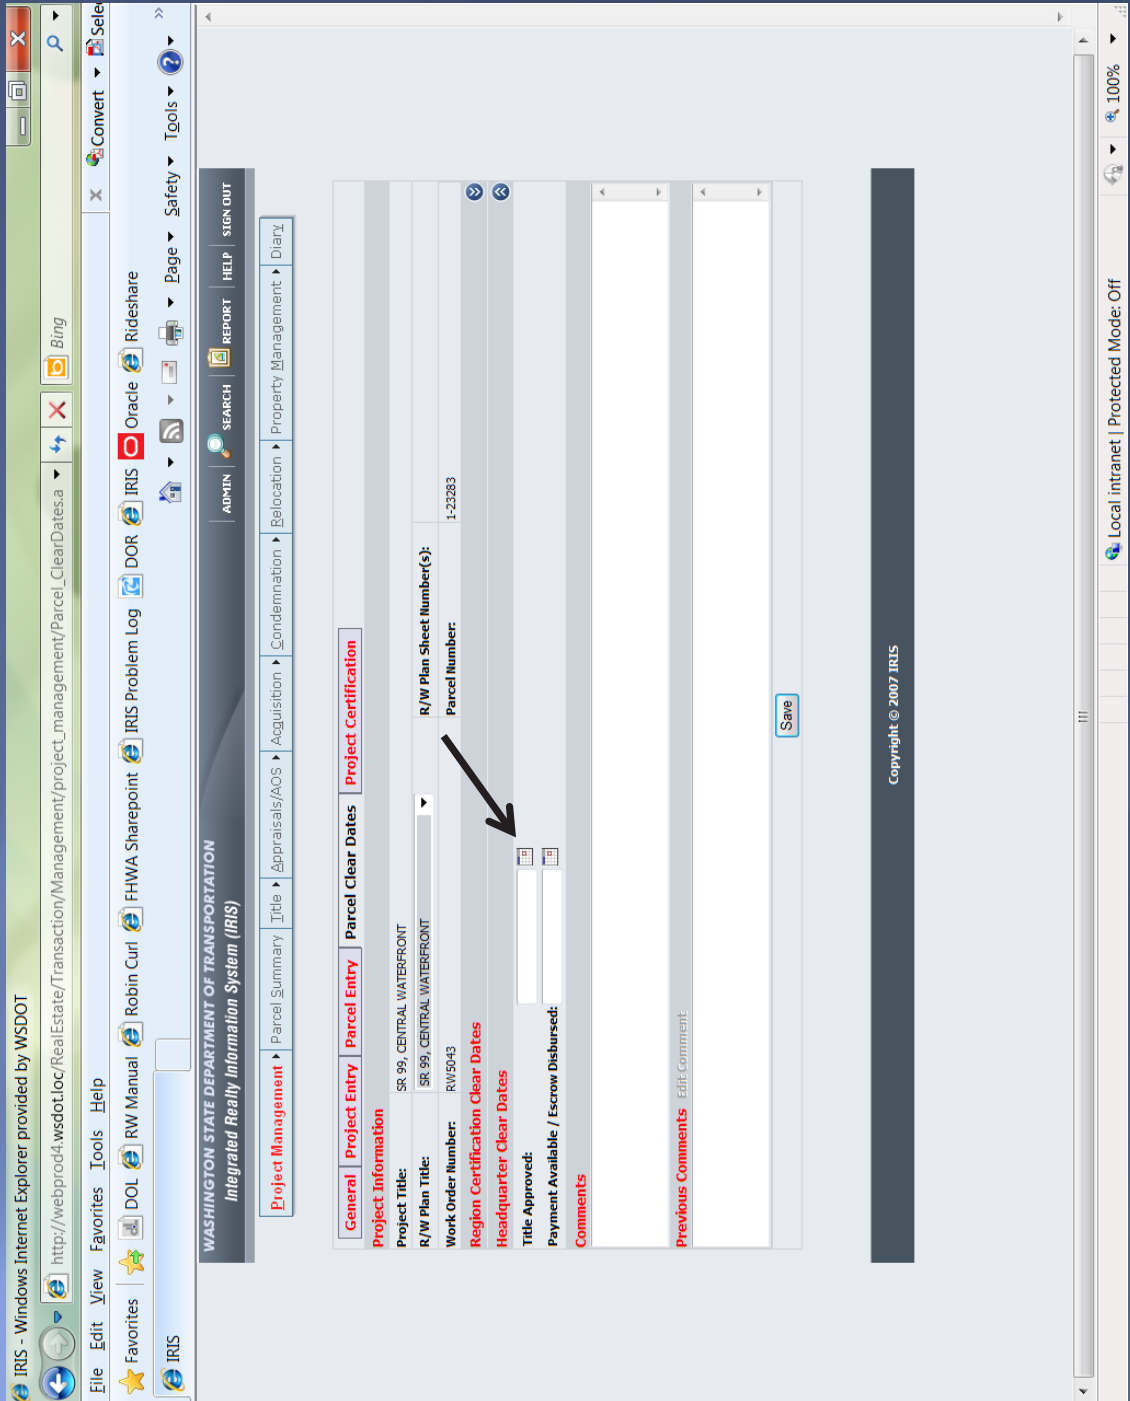 IRIS - Windows Internet Explorer provided by WSDOT
http://webprod4.wsdot.loc/RealEstate/Transaction/Management/project_management/Parcel_ClearDates.a
Bing
File Edit View Favorites Tools Help
Convert
Favorites DOL RW Manual Robin Curl FHWA Sharepoint IRIS Problem Log DOR IRIS Oracle Rideshare
IRIS
Page Safety Tools
WASHINGTON STATE DEPARTMENT OF TRANSPORTATION
Integrated Realty Information System (IRIS)
ADMIN SEARCH REPORT HELP SIGN OUT
Project Management Parcel Summary Title Appraisals/AOS Acquisition Condemnation Relocation Property Management Diary
General Project Entry Parcel Entry Parcel Clear Dates Project Certification
Project Information
Project Title: SR 99, CENTRAL WATERFRONT
R/W Plan Title: SR 99, CENTRAL WATERFRONT R/W Plan Sheet Number(s):
Work Order Number: RW5043 Parcel Number: 1-23283
Region Certification Clear Dates
Headquarter Clear Dates
Title Approved:
Payment Available / Escrow Disbursed:
Comments
Previous Comments Edit Comment
Save
Copyright © 2007 IRIS
Local intranet | Protected Mode: Off 100%